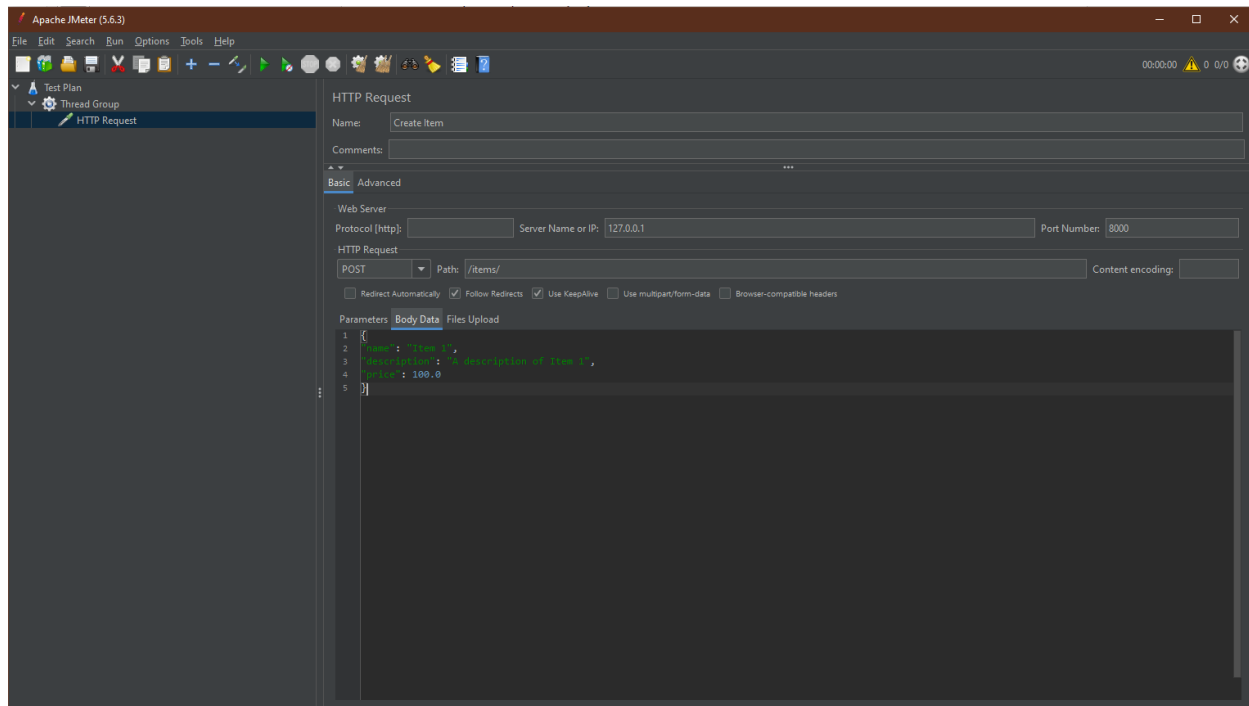 Apache JMeter (5.6.3)
File Edit Search Run Options Tools Help
00:00:00 0 0/0
Test Plan
Thread Group
HTTP Request
HTTP Request
Name: Create Item
Comments:
Basic Advanced
Web Server
Protocol [http]: Server Name or IP: 127.0.0.1 Port Number: 8000
HTTP Request
POST Path: /items/ Content encoding:
Redirect Automatically Follow Redirects Use KeepAlive Use multipart/form-data Browser-compatible headers
Parameters Body Data Files Upload
1 {
2 "name": "Item 1",
3 "description": "A description of Item 1",
4 "price": 100.0
5 }